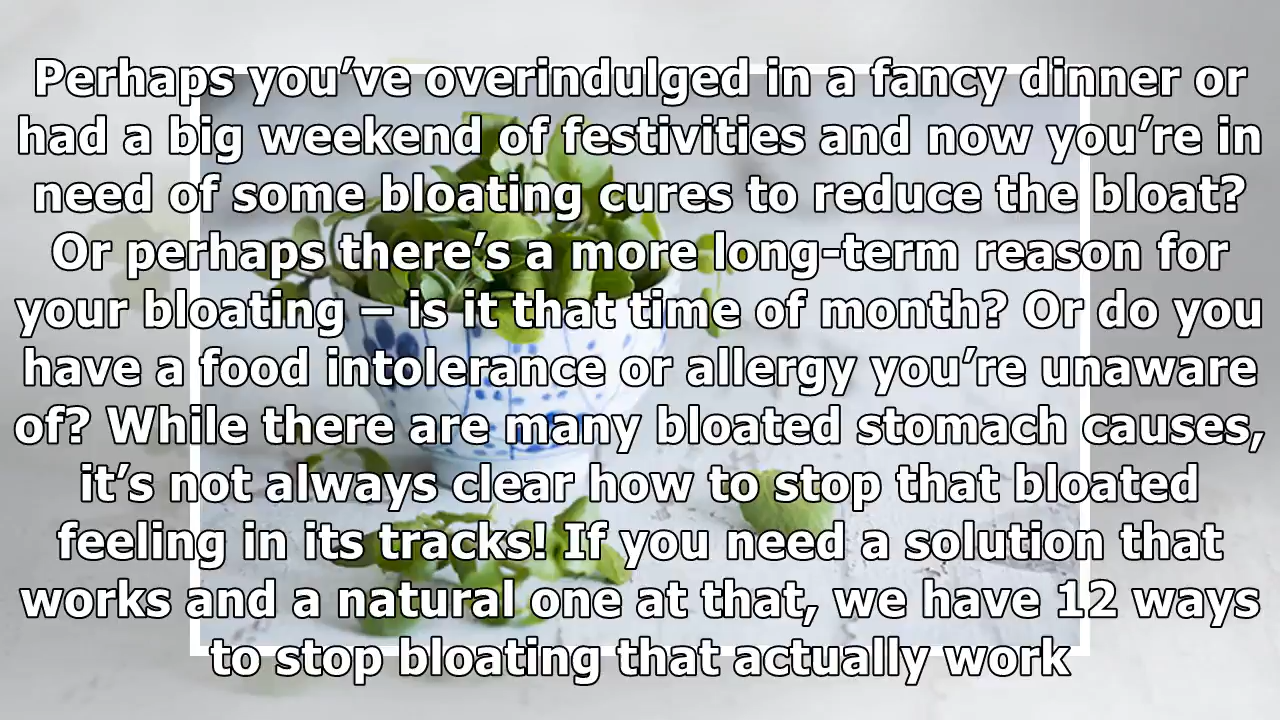 Perhaps you’ve overindulged in a fancy dinner or
had a big weekend of festivities and now you’re in
need of some bloating cures to reduce the bloat?
Or perhaps there’s a more long-term reason for
your bloating – is it that time of month? Or do you
have a food intolerance or allergy you’re unaware
of? While there are many bloated stomach causes,
it’s not always clear how to stop that bloated
feeling in its tracks! If you need a solution that
works and a natural one at that, we have 12 ways
to stop bloating that actually work